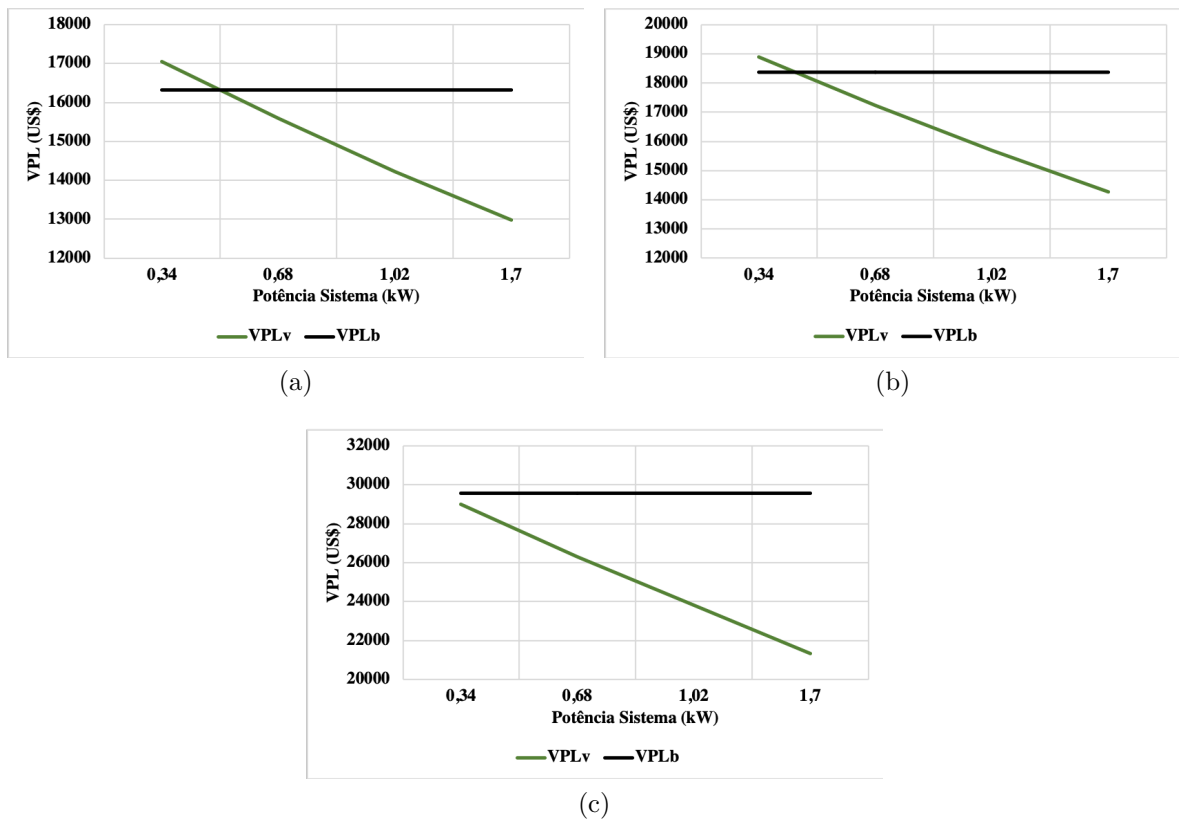 18000
17000
16000
15000
14000
13000
12000
VPL (US$)
0,34 0,68 1,02 1,7
Potência Sistema (kW)
VPLv VPLb
(a)
20000
19000
18000
17000
16000
15000
14000
13000
12000
VPL (US$)
0,34 0,68 1,02 1,7
Potência Sistema (kW)
VPLv VPLb
(b)
32000
30000
28000
26000
24000
22000
20000
VPL (US$)
0,34 0,68 1,02 1,7
Potência Sistema (kW)
VPLv VPLb
(c)